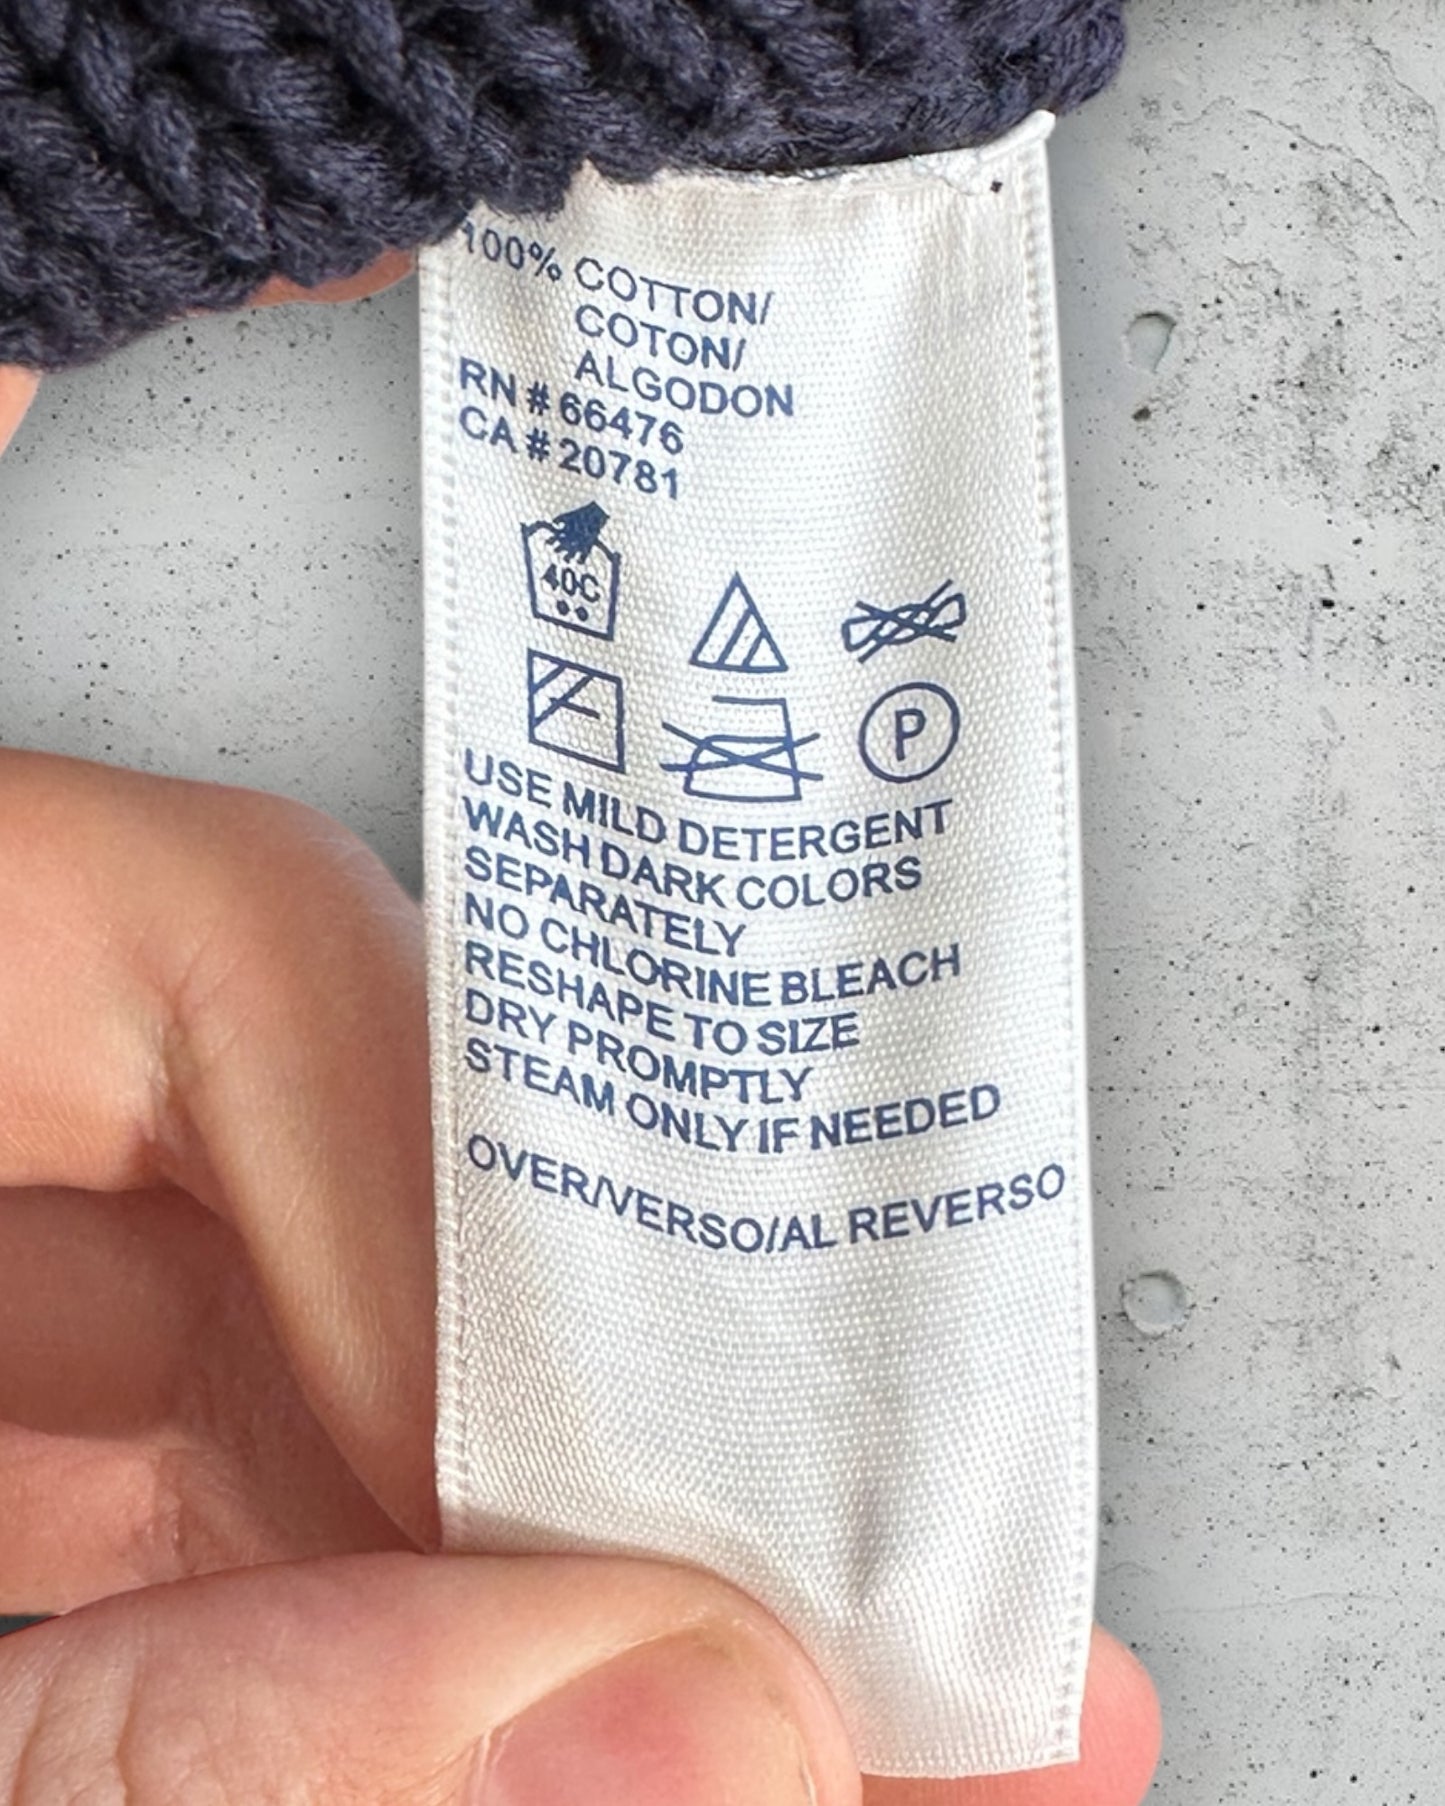 100% COTTON/
COTON/
ALGODON
RN # 66476
CA # 20781
40C
P
USE MILD DETERGENT
WASH DARK COLORS
SEPARATELY
NO CHLORINE BLEACH
RESHAPE TO SIZE
DRY PROMPTLY
STEAM ONLY IF NEEDED
OVER/VERSO/AL REVERSO